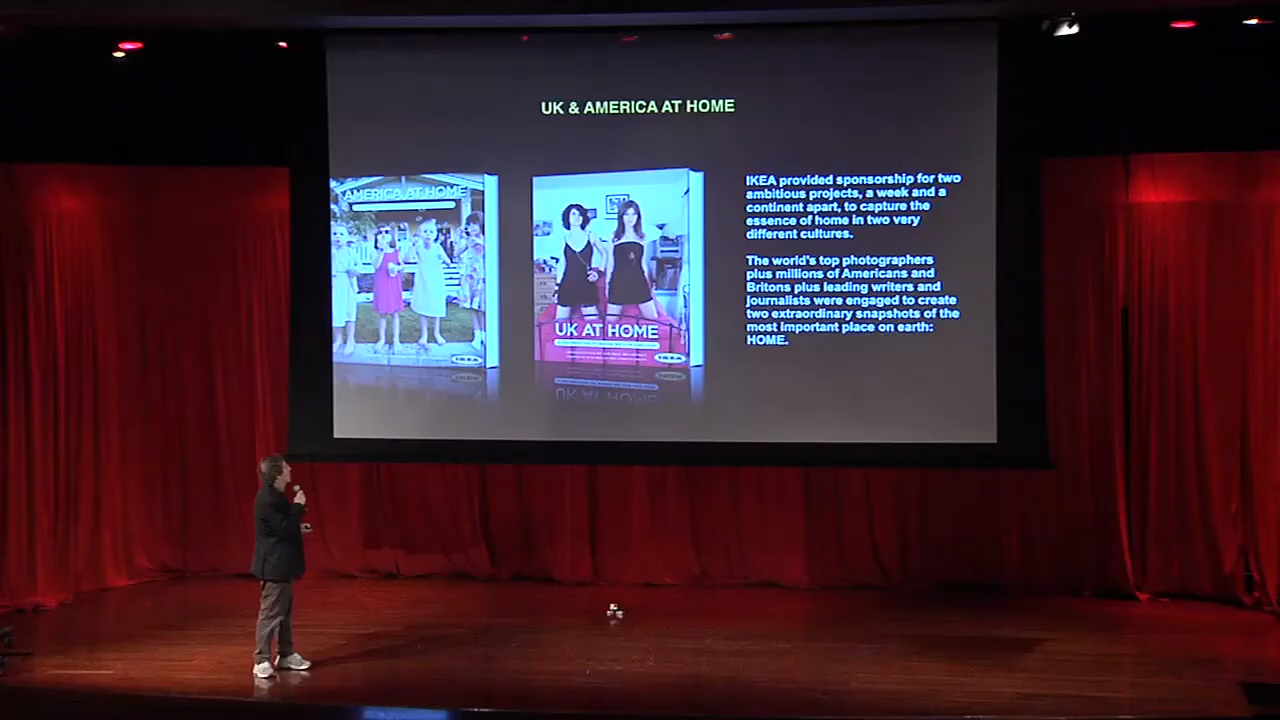 UK & AMERICA AT HOME
AMERICA AT HOME
IKEA
UK AT HOME
IKEA
IKEA provided sponsorship for two
ambitious projects, a week and a
continent apart, to capture the
essence of home in two very
different cultures.
The world's top photographers
plus millions of Americans and
Britons plus leading writers and
journalists were engaged to create
two extraordinary snapshots of the
most important place on earth:
HOME.